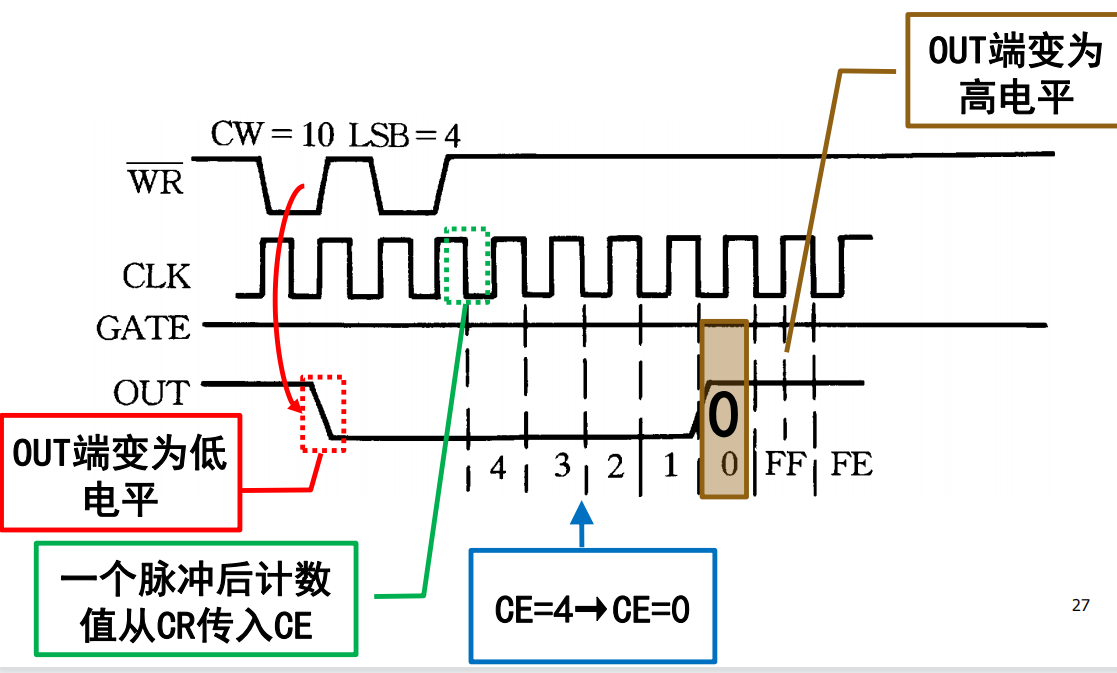 OUT端变为
高电平
CW = 10 LSB = 4
WR
CLK
GATE
OUT
OUT端变为低
电平
0
4 3 2 1 0 FF FE
一个脉冲后计数
值从CR传入CE
CE=4→CE=0
27